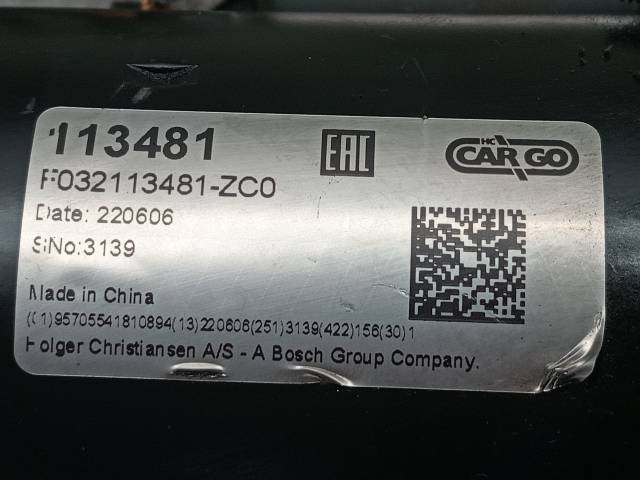 113481
EAC
HC
CARGO
F032113481-ZC0
Date: 220606
S/No:3139
Made in China
(01)95705541810894(13)220606(251)3139(422)156(30)1
Holger Christiansen A/S - A Bosch Group Company.